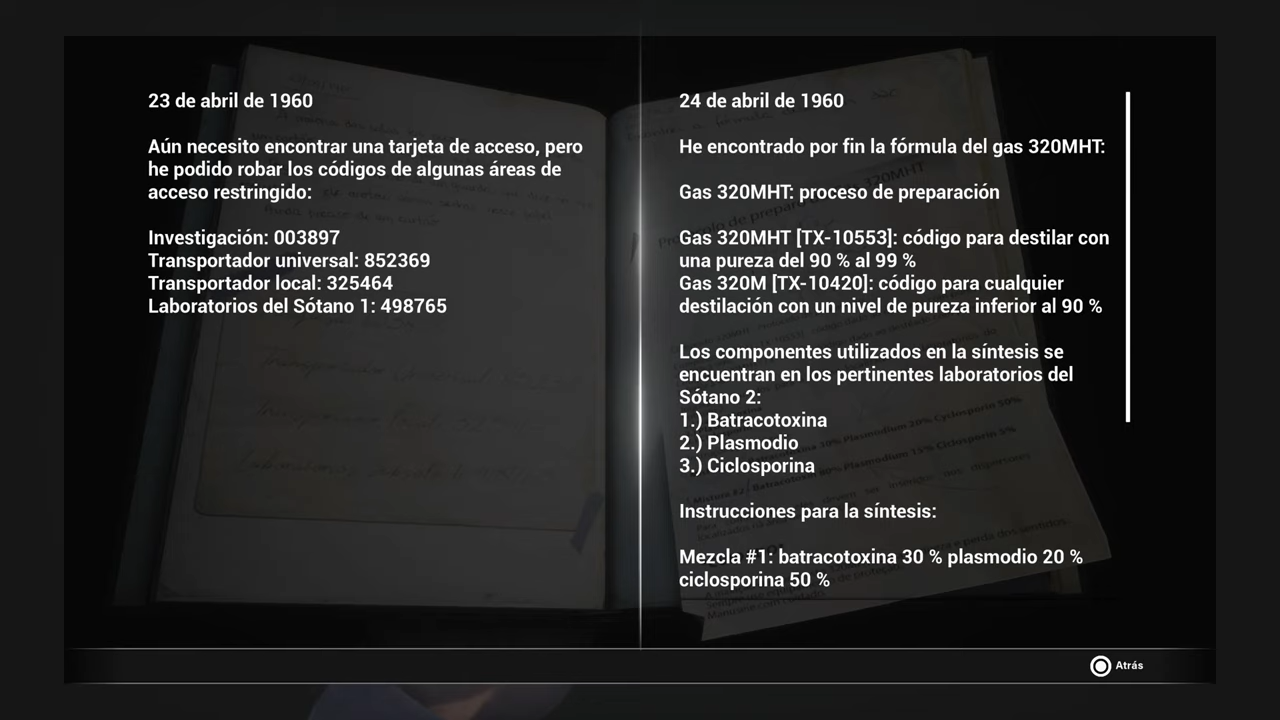 23 de abril de 1960
Aún necesito encontrar una tarjeta de acceso, pero
he podido robar los códigos de algunas áreas de
acceso restringido:
Investigación: 003897
Transportador universal: 852369
Transportador local: 325464
Laboratorios del Sótano 1: 498765
24 de abril de 1960
He encontrado por fin la fórmula del gas 320MHT:
Gas 320MHT: proceso de preparación
Gas 320MHT [TX-10553]: código para destilar con
una pureza del 90 % al 99 %
Gas 320M [TX-10420]: código para cualquier
destilación con un nivel de pureza inferior al 90 %
Los componentes utilizados en la síntesis se
encuentran en los pertinentes laboratorios del
Sótano 2:
1.) Batracotoxina
2.) Plasmodio
3.) Ciclosporina
Instrucciones para la síntesis:
Mezcla #1: batracotoxina 30 % plasmodio 20 %
ciclosporina 50 %
Atrás